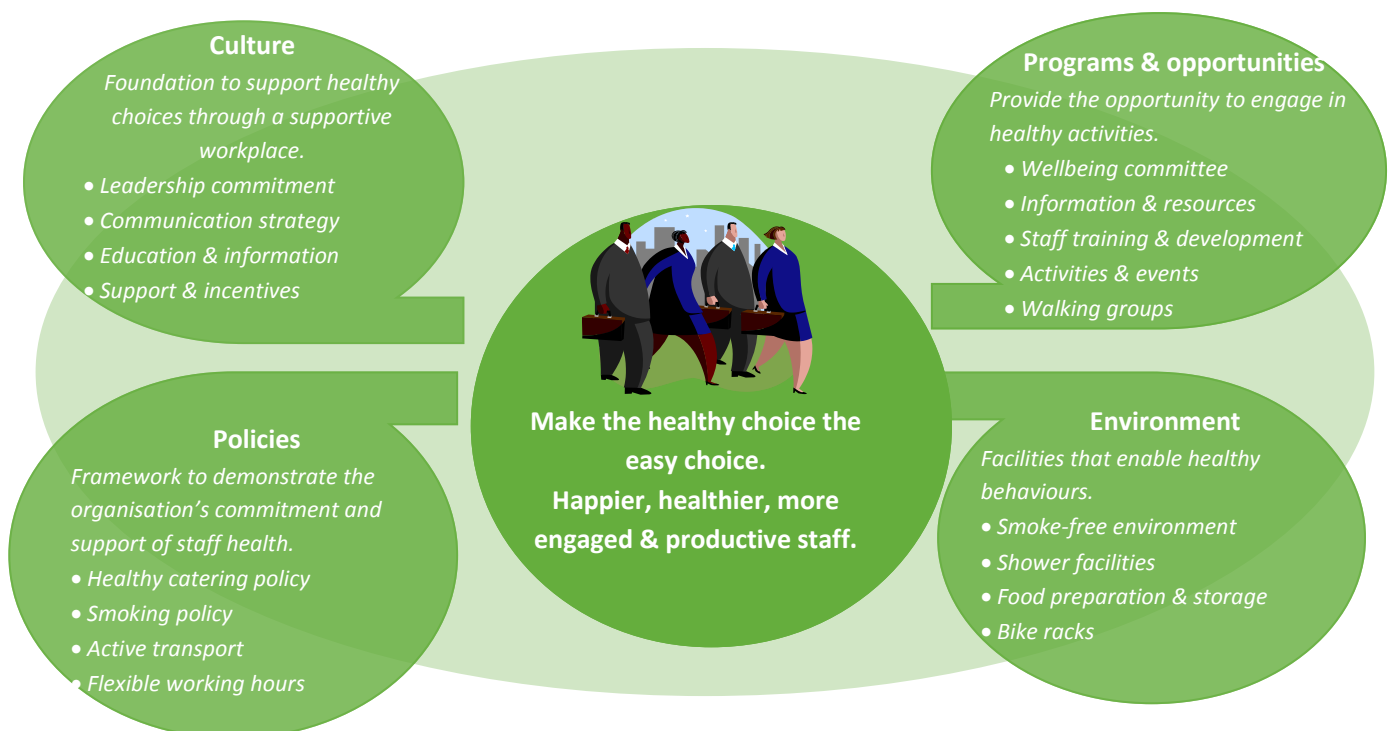 Culture
Foundation to support healthy
choices through a supportive
workplace.
• Leadership commitment
• Communication strategy
• Education & information
• Support & incentives
Programs & opportunities
Provide the opportunity to engage in
healthy activities.
• Wellbeing committee
• Information & resources
• Staff training & development
• Activities & events
• Walking groups
Make the healthy choice the
easy choice.
Happier, healthier, more
engaged & productive staff.
Policies
Framework to demonstrate the
organisation’s commitment and
support of staff health.
• Healthy catering policy
• Smoking policy
• Active transport
• Flexible working hours
Environment
Facilities that enable healthy
behaviours.
• Smoke-free environment
• Shower facilities
• Food preparation & storage
• Bike racks